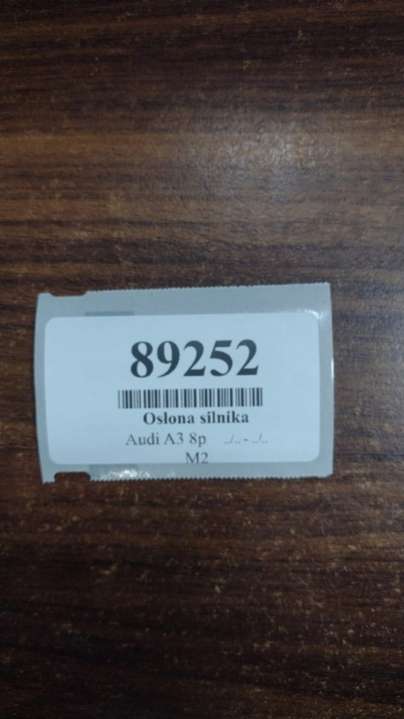 89252
Osłona silnika
Audi A3 8p ../.. - ../..
M2